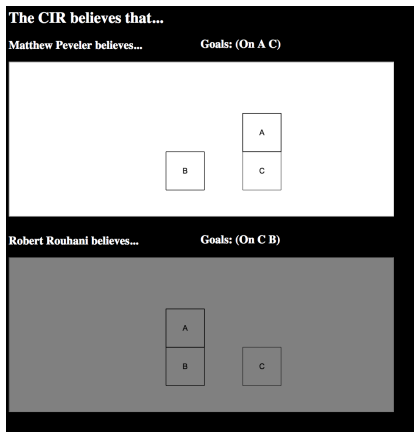 The CIR believes that...
Matthew Peveler believes... Goals: (On A C)
A
B C
Robert Rouhani believes... Goals: (On C B)
A
B C